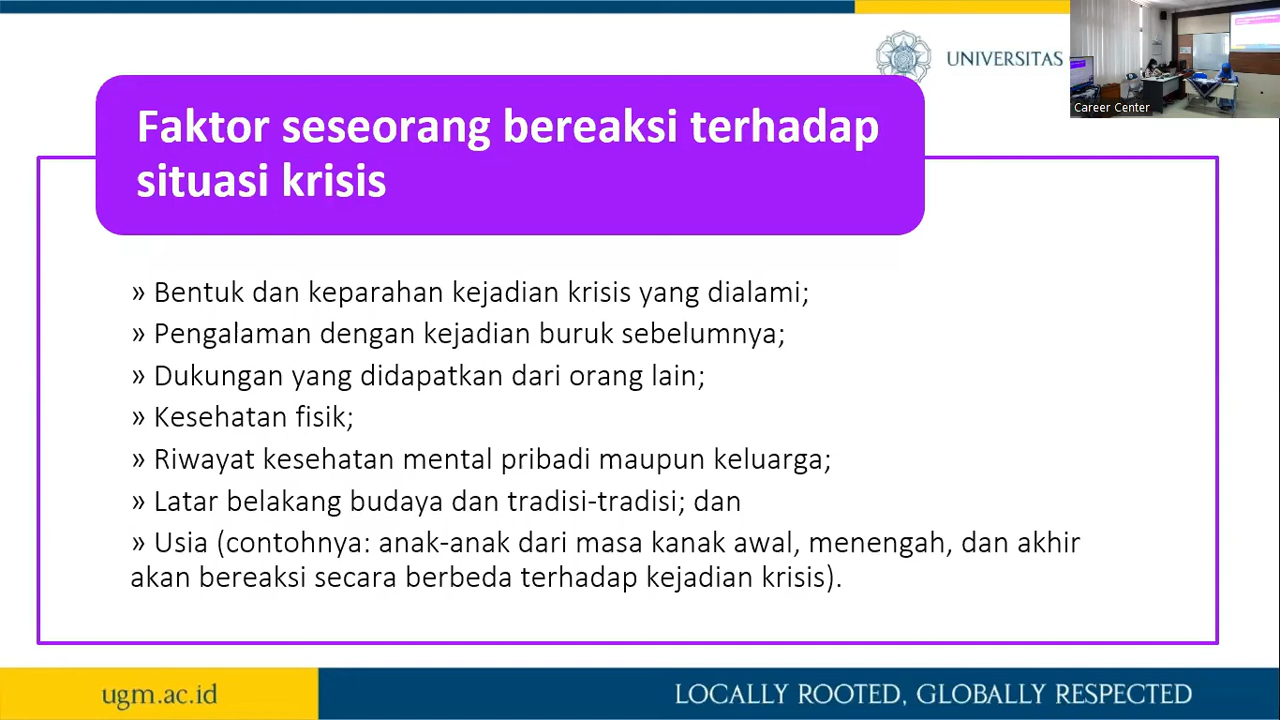 UNIVERSITAS
Career Center
Faktor seseorang bereaksi terhadap
situasi krisis
» Bentuk dan keparahan kejadian krisis yang dialami;
» Pengalaman dengan kejadian buruk sebelumnya;
» Dukungan yang didapatkan dari orang lain;
» Kesehatan fisik;
» Riwayat kesehatan mental pribadi maupun keluarga;
» Latar belakang budaya dan tradisi-tradisi; dan
» Usia (contohnya: anak-anak dari masa kanak awal, menengah, dan akhir
akan bereaksi secara berbeda terhadap kejadian krisis).
ugm.ac.id
LOCALLY ROOTED, GLOBALLY RESPECTED